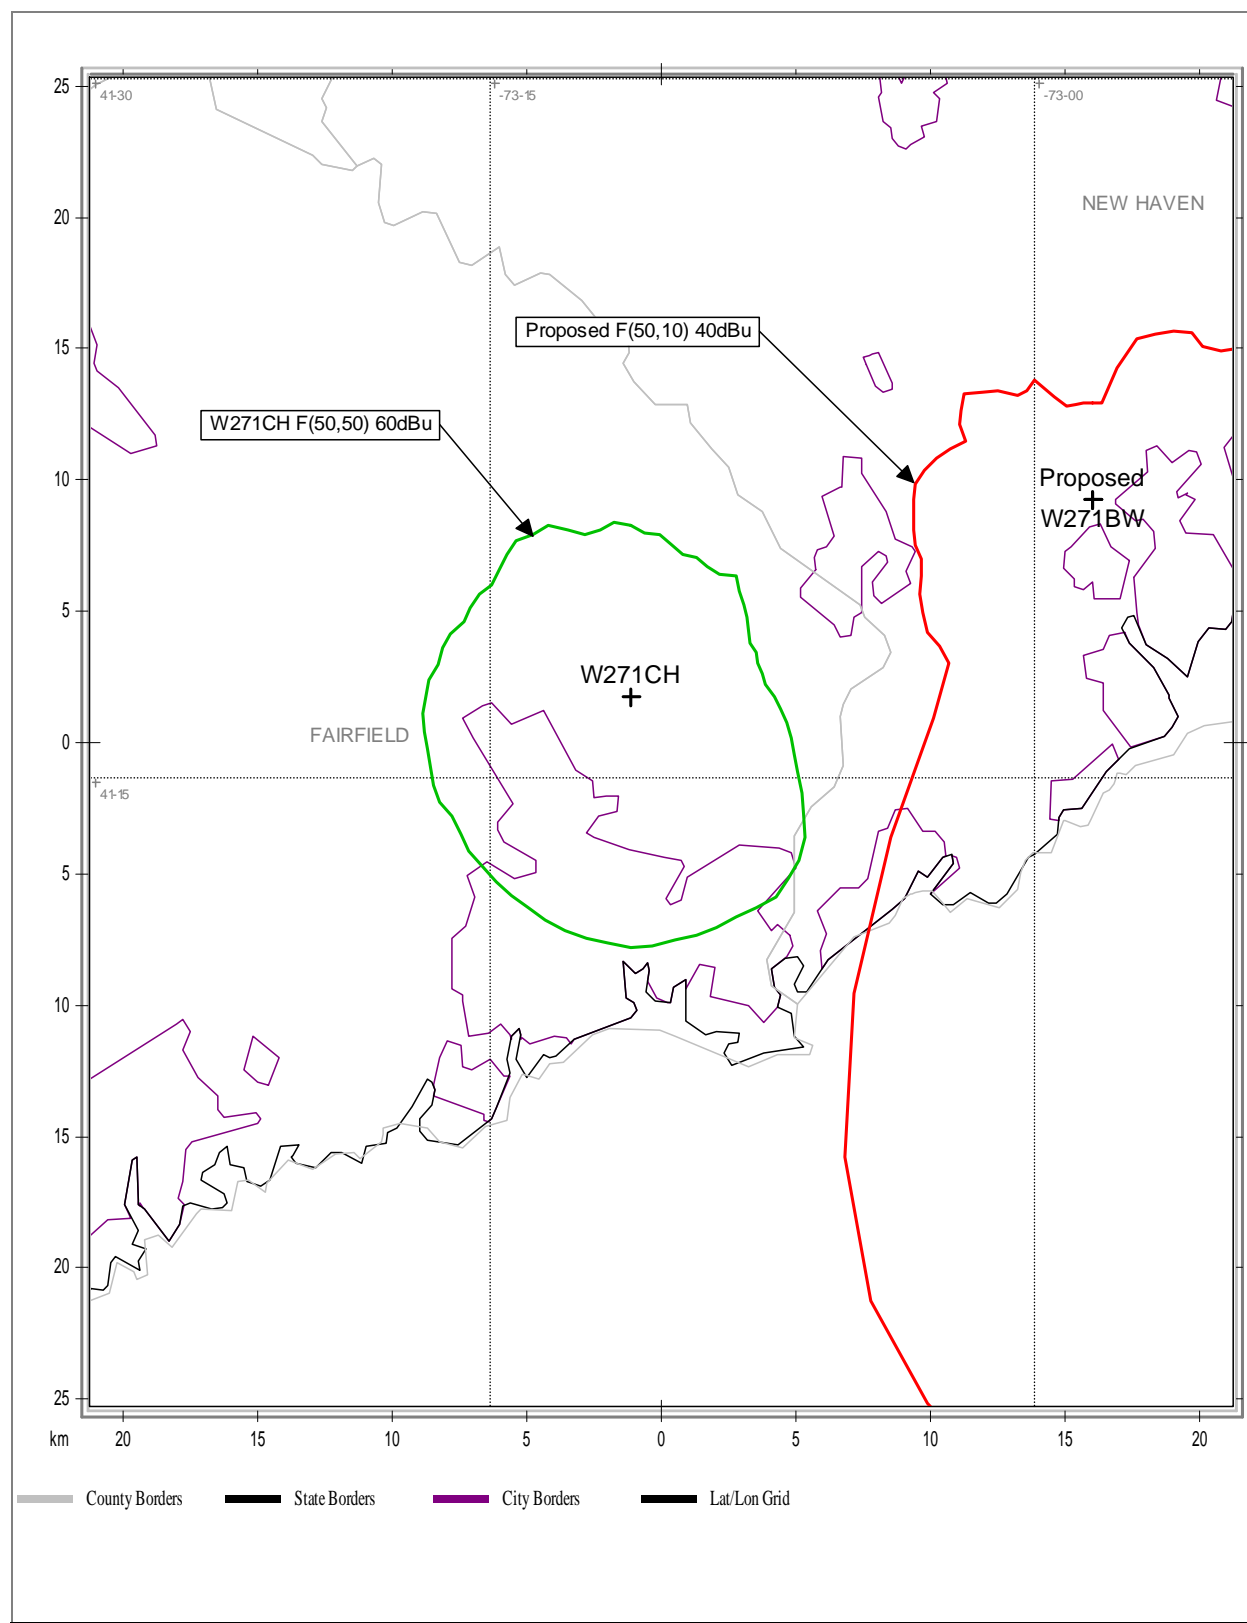 25
41-30
-73-15
-73-00
20
NEW HAVEN
15
Proposed F(50,10) 40dBu
W271CH F(50,50) 60dBu
10
Proposed
W271BW
5
W271CH
0
FAIRFIELD
41-15
5
10
15
20
25
km 20 15 10 5 0 5 10 15 20
County Borders State Borders City Borders Lat/Lon Grid